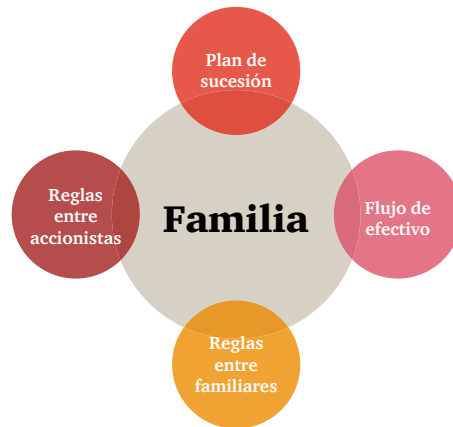 Plan de
sucesión
Reglas
entre
accionistas
Familia
Flujo de
efectivo
Reglas
entre
familiares